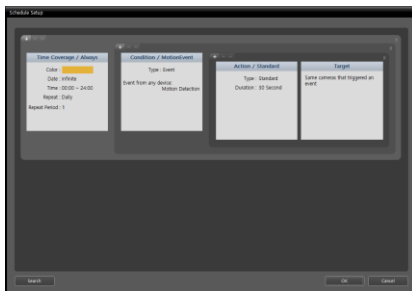 Schedule Setup
Time Coverage / Always
Color :
Date : Infinite
Time : 00:00 ~ 24:00
Repeat : Daily
Repeat Period : 1
Condition / MotionEvent
Type : Event
Event from any device:
Motion Detection
Action / Standard
Type : Standard
Duration : 10 Second
Target
Same cameras that triggered an
event
Search
OK
Cancel